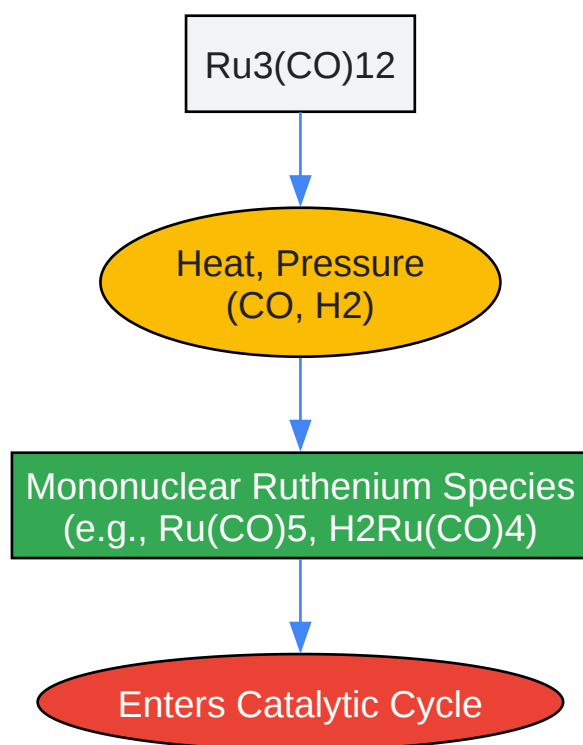 Ru3(CO)12
Heat, Pressure
(CO, H2)
Mononuclear Ruthenium Species
(e.g., Ru(CO)5, H2Ru(CO)4)
Enters Catalytic Cycle